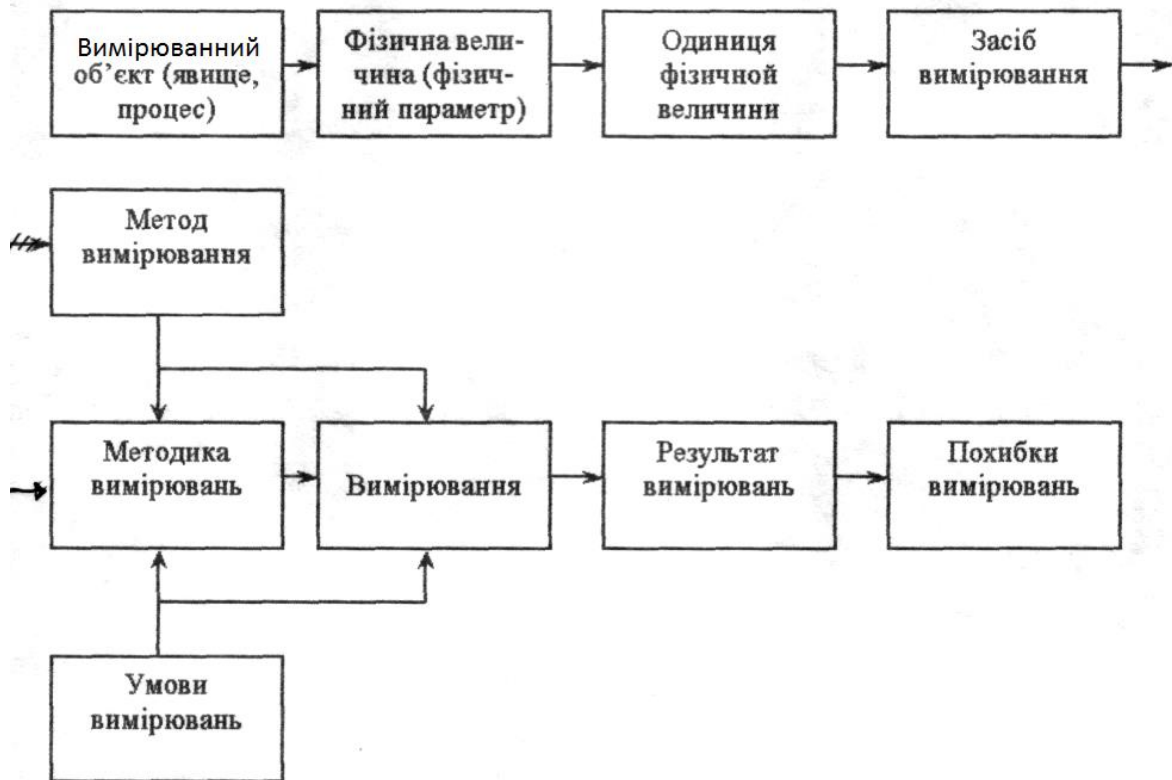 Вимірюванний
об’єкт (явище,
процес)
Фізична вели-
чина (фізич-
ний параметр)
Одиниця
фізичної
величини
Засіб
вимірювання
Метод
вимірювання
Методика
вимірювань
Вимірювання
Результат
вимірювань
Похибки
вимірювань
Умови
вимірювань